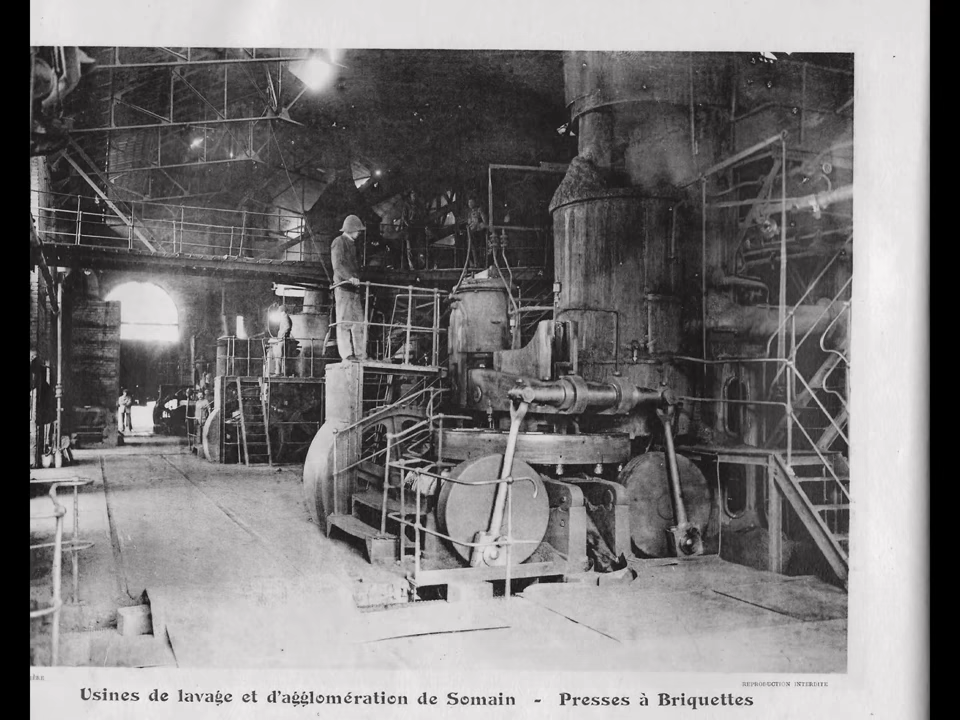 REPRODUCTION INTERDITE
Usines de lavage et d'agglomération de Somain - Presses à Briquettes